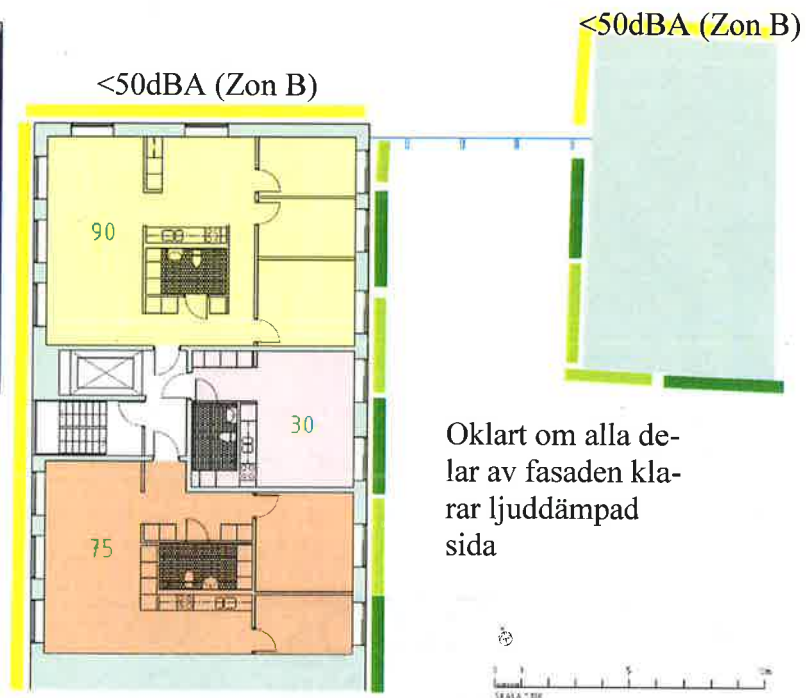 <50dBA (Zon B)
<50dBA (Zon B)
90
30
Oklart om alla de-
lar av fasaden kla-
rar ljuddämpad
sida
75